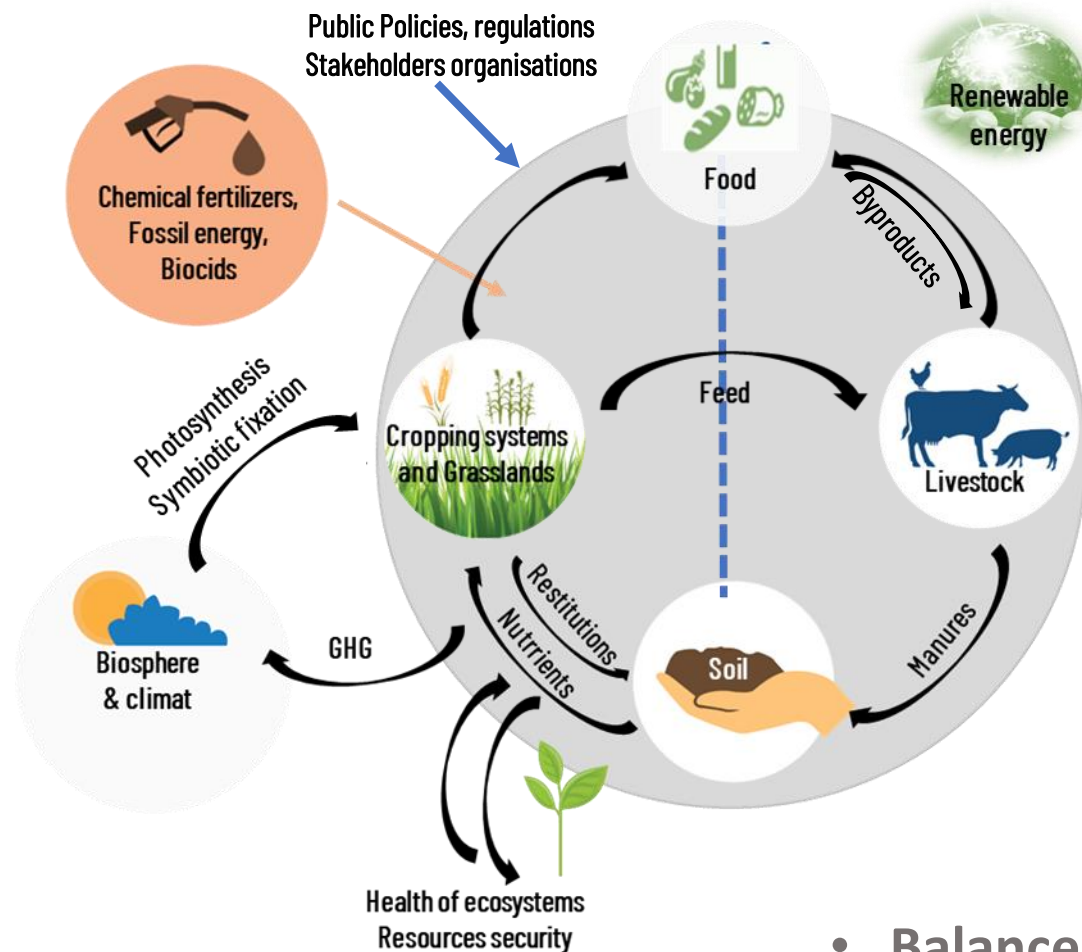 Public Policies, regulations
Stakeholders organisations
Renewable
energy
Chemical fertilizers,
Fossil energy,
Biocids
Food
Byproducts
Photosynthesis
Symbiotic fixation
Feed
Cropping systems
and Grasslands
Livestock
Restitutions
Nutrrients
Soil
Manures
GHG
Biosphere
& climat
Health of ecosystems
Resources security
• Balance